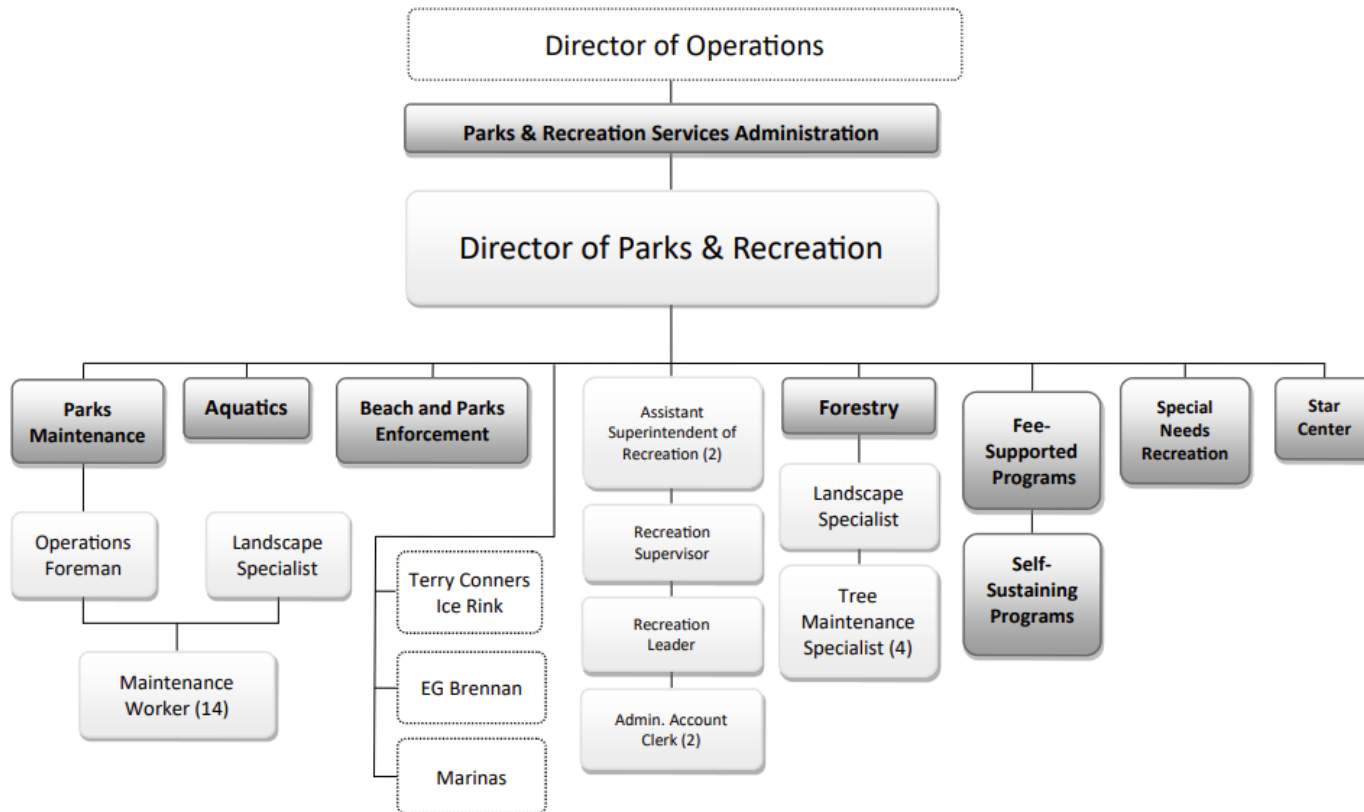 Director of Operations
Parks & Recreation Services Administration
Director of Parks & Recreation
Parks
Maintenance
Aquatics
Beach and Parks
Enforcement
Assistant
Superintendent of
Recreation (2)
Forestry
Fee-
Supported
Programs
Special
Needs
Recreation
Star
Center
Operations
Foreman
Landscape
Specialist
Maintenance
Worker (14)
Terry Conners
Ice Rink
EG Brennan
Marinas
Recreation
Supervisor
Recreation
Leader
Admin. Account
Clerk (2)
Landscape
Specialist
Tree
Maintenance
Specialist (4)
Self-
Sustaining
Programs